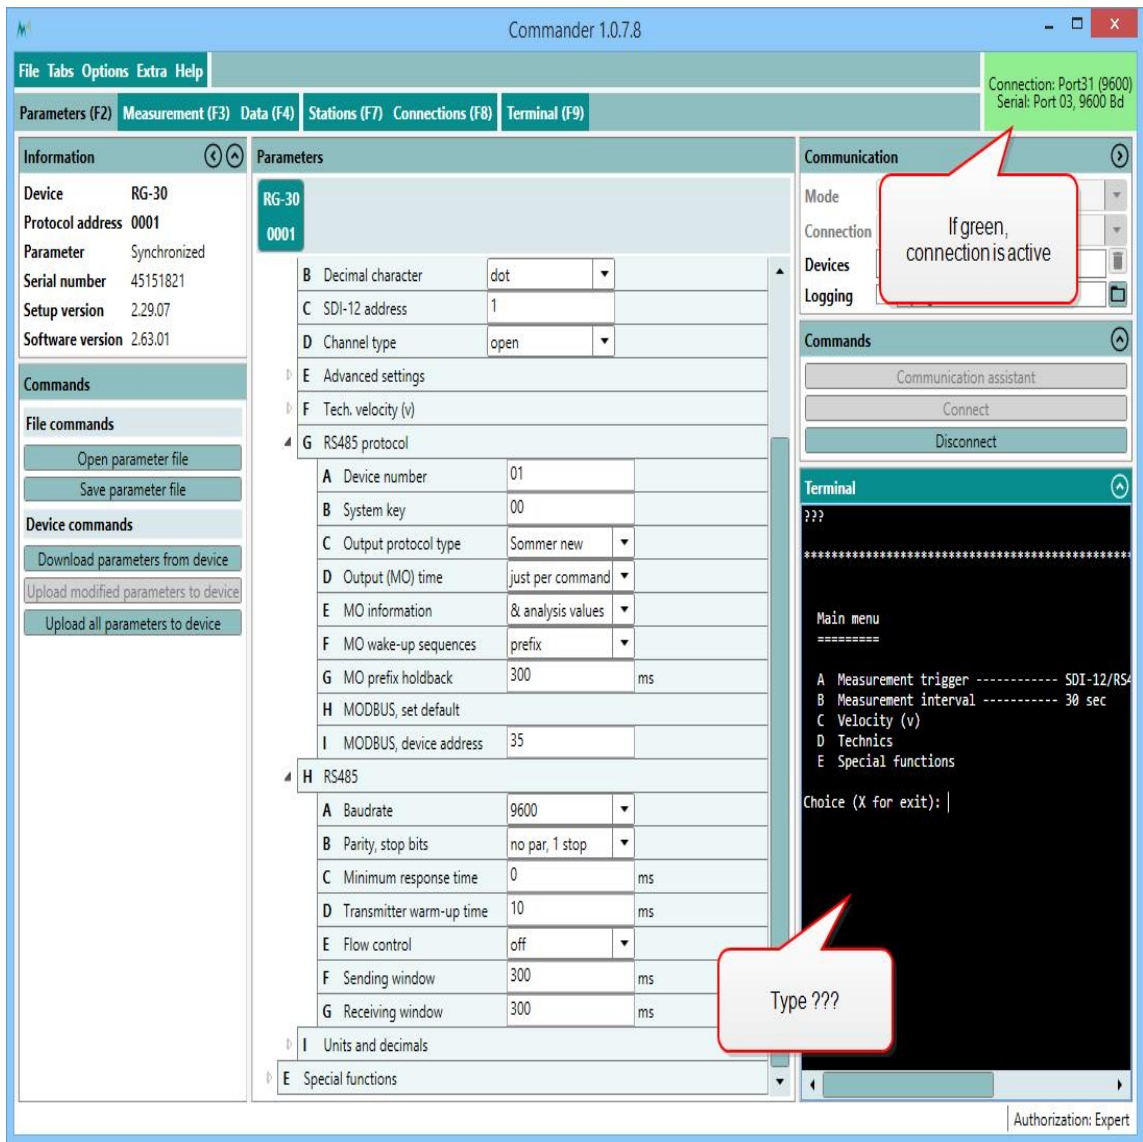 Commander 1.0.7.8
File Tabs Options Extra Help
Connection: Port31 (9600)
Serial: Port 03, 9600 Bd
Parameters (F2) Measurement (F3) Data (F4) Stations (F7) Connections (F8) Terminal (F9)
Information
Device RG-30
Protocol address 0001
Parameter Synchronized
Serial number 45151821
Setup version 2.29.07
Software version 2.63.01
Commands
File commands
Open parameter file
Save parameter file
Device commands
Download parameters from device
Upload modified parameters to device
Upload all parameters to device
Parameters
RG-30
0001
B Decimal character dot
C SDI-12 address 1
D Channel type open
E Advanced settings
F Tech. velocity (v)
G RS485 protocol
A Device number 01
B System key 00
C Output protocol type Sommer new
D Output (MO) time just per command
E MO information & analysis values
F MO wake-up sequences prefix
G MO prefix holdback 300 ms
H MODBUS, set default
I MODBUS, device address 35
H RS485
A Baudrate 9600
B Parity, stop bits no par, 1 stop
C Minimum response time 0 ms
D Transmitter warm-up time 10 ms
E Flow control off
F Sending window 300 ms
G Receiving window 300 ms
I Units and decimals
E Special functions
Communication
Mode
Connection
Devices
Logging
If green,
connection is active
Commands
Communication assistant
Connect
Disconnect
Terminal
???
************************************************
Main menu
=========
A Measurement trigger ------------ SDI-12/RS4
B Measurement interval ----------- 30 sec
C Velocity (v)
D Technics
E Special functions
Choice (X for exit):
Type ???
Authorization: Expert